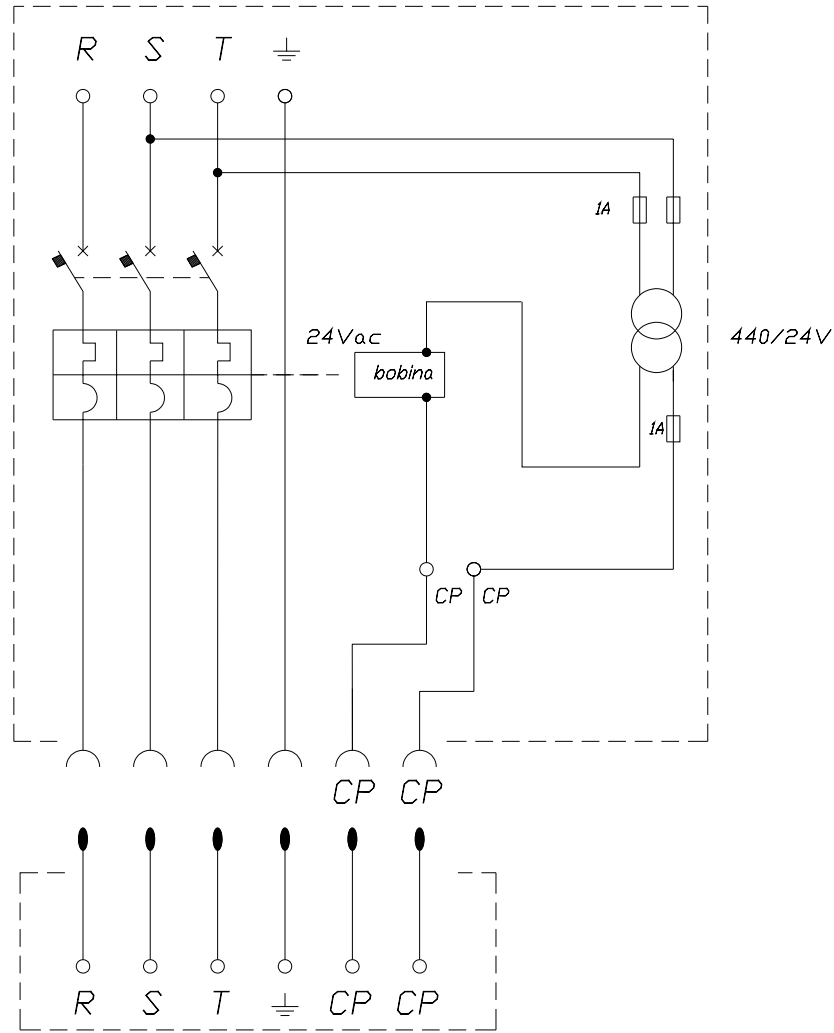 R S T
1A
24Vac
440/24V
bobina
1A
CP CP
CP CP
R S T CP CP